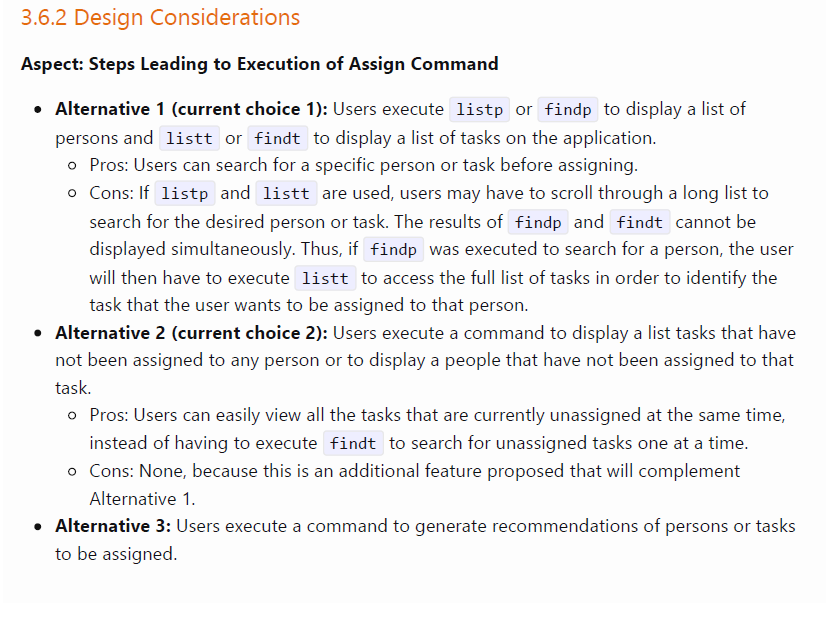 3.6.2 Design Considerations
Aspect: Steps Leading to Execution of Assign Command
• Alternative 1 (current choice 1): Users execute listp or findp to display a list of
persons and listt or findt to display a list of tasks on the application.
○ Pros: Users can search for a specific person or task before assigning.
○ Cons: If listp and listt are used, users may have to scroll through a long list to
search for the desired person or task. The results of findp and findt cannot be
displayed simultaneously. Thus, if findp was executed to search for a person, the user
will then have to execute listt to access the full list of tasks in order to identify the
task that the user wants to be assigned to that person.
• Alternative 2 (current choice 2): Users execute a command to display a list tasks that have
not been assigned to any person or to display a people that have not been assigned to that
task.
○ Pros: Users can easily view all the tasks that are currently unassigned at the same time,
instead of having to execute findt to search for unassigned tasks one at a time.
○ Cons: None, because this is an additional feature proposed that will complement
Alternative 1.
• Alternative 3: Users execute a command to generate recommendations of persons or tasks
to be assigned.